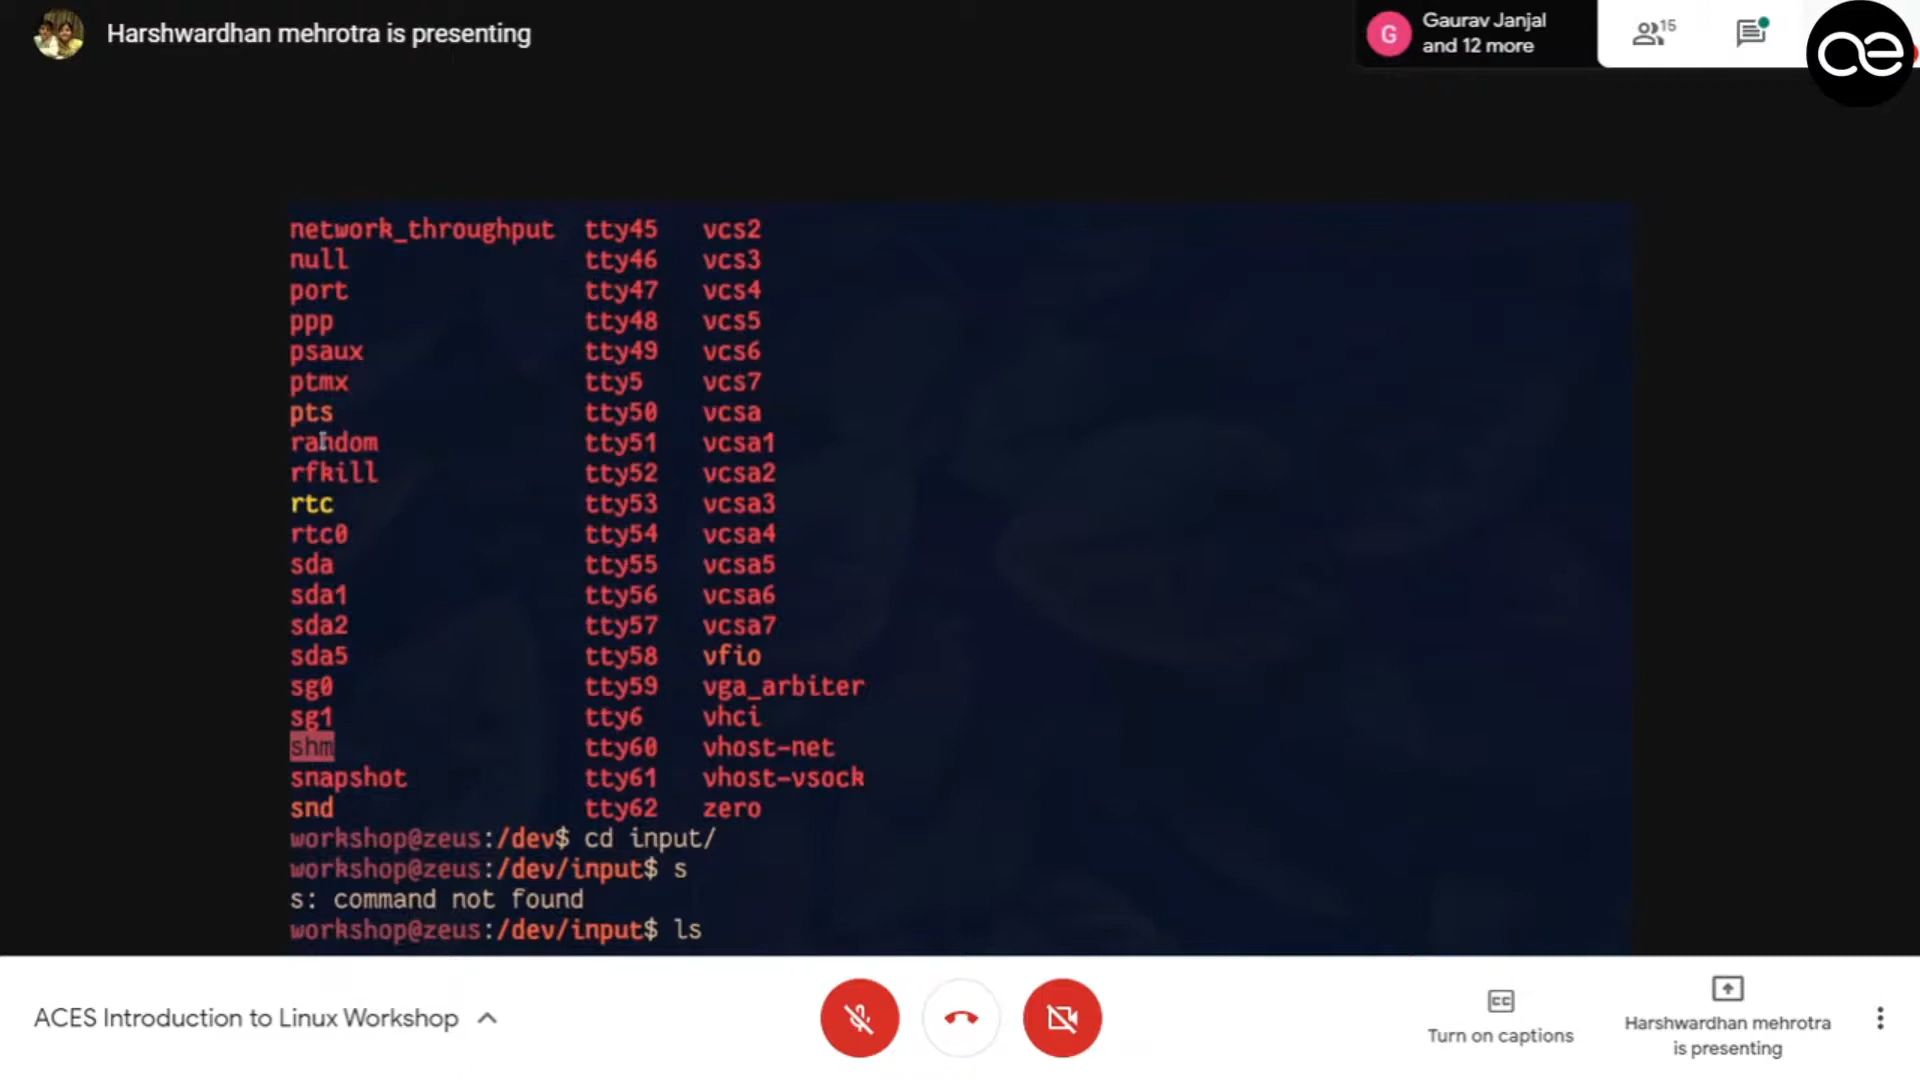 Harshwardhan mehrotra is presenting
G
Gaurav Janjal
and 12 more
15
network_throughput tty45 vcs2
null tty46 vcs3
port tty47 vcs4
ppp tty48 vcs5
psaux tty49 vcs6
ptmx tty5 vcs7
pts tty50 vcsa
random tty51 vcsa1
rfkill tty52 vcsa2
rtc tty53 vcsa3
rtc0 tty54 vcsa4
sda tty55 vcsa5
sda1 tty56 vcsa6
sda2 tty57 vcsa7
sda5 tty58 vfio
sg0 tty59 vga_arbiter
sg1 tty6 vhci
shm tty60 vhost-net
snapshot tty61 vhost-vsock
snd tty62 zero
workshop@zeus:/dev$ cd input/
workshop@zeus:/dev/input$ s
s: command not found
workshop@zeus:/dev/input$ ls
ACES Introduction to Linux Workshop
CC
Turn on captions
Harshwardhan mehrotra
is presenting